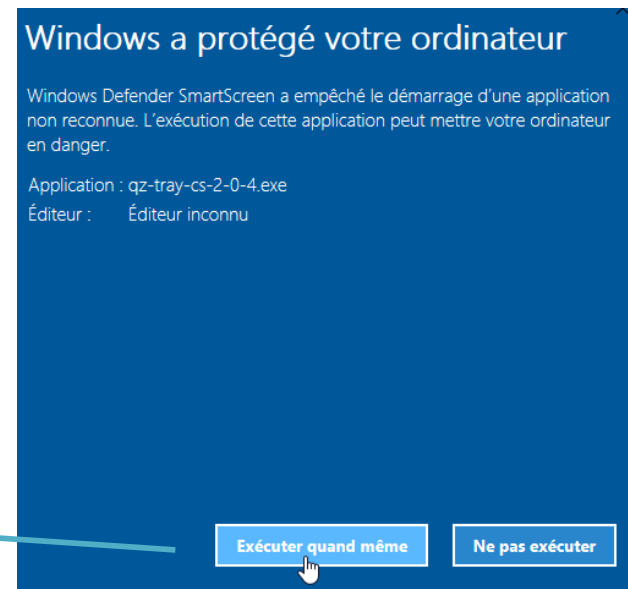 Windows a protégé votre ordinateur
Windows Defender SmartScreen a empêché le démarrage d'une application
non reconnue. L'exécution de cette application peut mettre votre ordinateur
en danger.
Application : qz-tray-cs-2-0-4.exe
Éditeur : Éditeur inconnu
Exécuter quand même
Ne pas exécuter